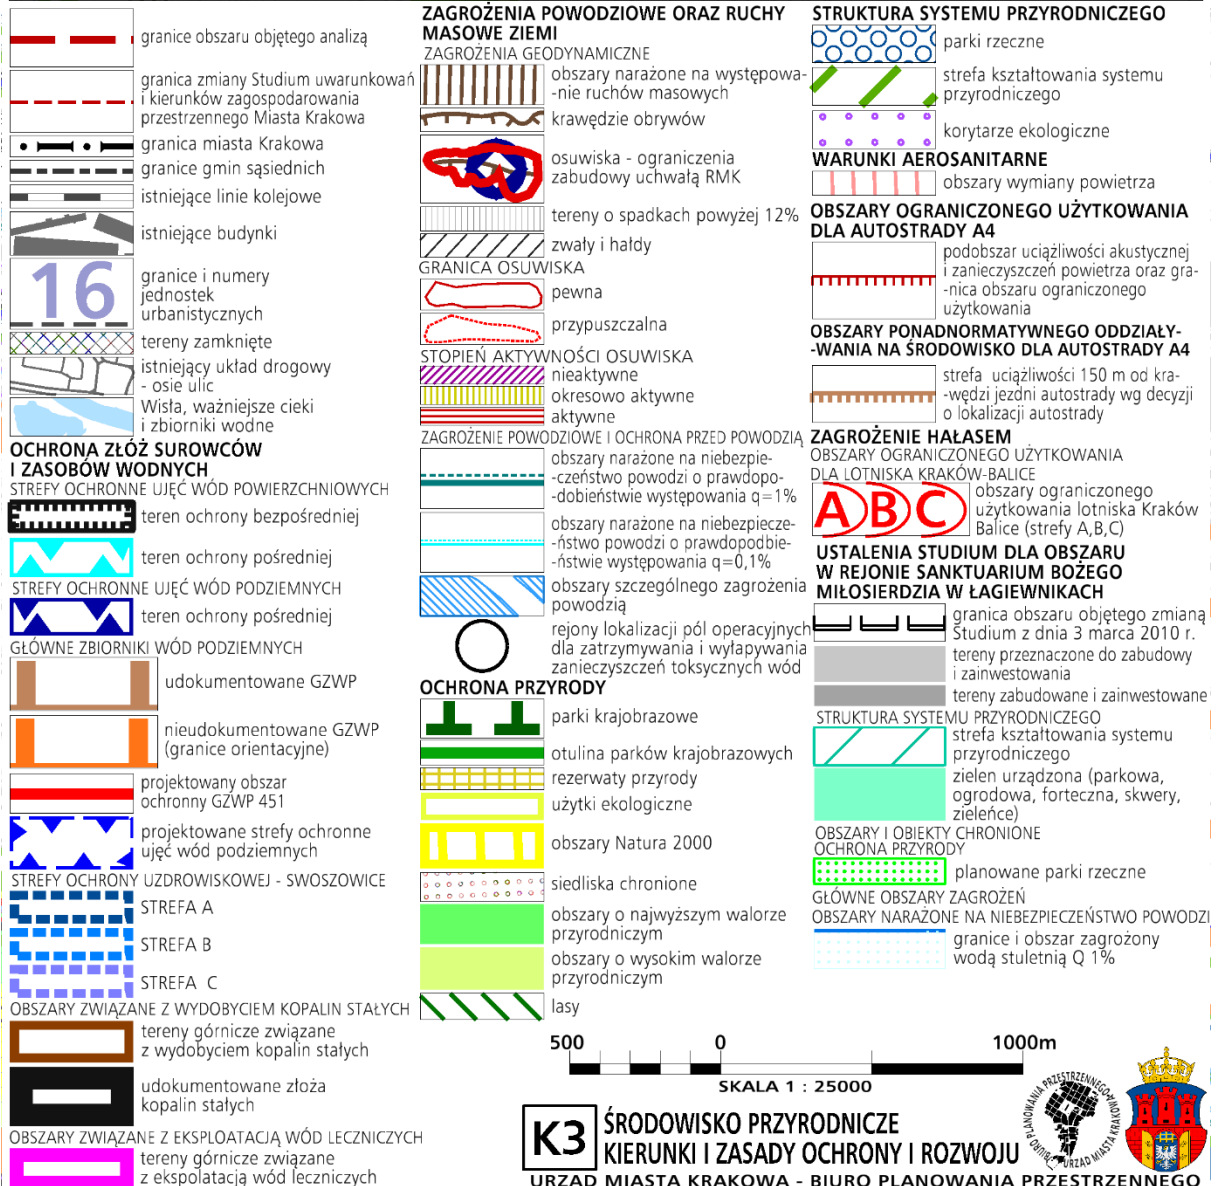 granice obszaru objętego analizą
granica zmiany Studium uwarunkowań
i kierunków zagospodarowania
przestrzennego Miasta Krakowa
granica miasta Krakowa
granice gmin sąsiednich
istniejące linie kolejowe
istniejące budynki
16
granice i numery
jednostek
urbanistycznych
tereny zamknięte
istniejący układ drogowy
- osie ulic
Wisła, ważniejsze cieki
i zbiorniki wodne
OCHRONA ZŁÓŻ SUROWCÓW
I ZASOBÓW WODNYCH
STREFY OCHRONNE UJĘĆ WÓD POWIERZCHNIOWYCH
teren ochrony bezpośredniej
teren ochrony pośredniej
STREFY OCHRONNE UJĘĆ WÓD PODZIEMNYCH
teren ochrony pośredniej
GŁÓWNE ZBIORNIKI WÓD PODZIEMNYCH
udokumentowane GZWP
nieudokumentowane GZWP
(granice orientacyjne)
projektowany obszar
ochronny GZWP 451
projektowane strefy ochronne
ujęć wód podziemnych
STREFY OCHRONY UZDROWISKOWEJ - SWOSZOWICE
STREFA A
STREFA B
STREFA C
OBSZARY ZWIĄZANE Z WYDOBYCIEM KOPALIN STAŁYCH
tereny górnicze związane
z wydobyciem kopalin stałych
udokumentowane złoża
kopalin stałych
OBSZARY ZWIĄZANE Z EKSPLOATACJĄ WÓD LECZNICZYCH
tereny górnicze związane
z ekspolatacją wód leczniczych
ZAGROŻENIA POWODZIOWE ORAZ RUCHY
MASOWE ZIEMI
ZAGROŻENIA GEODYNAMICZNE
obszary narażone na występowa-
-nie ruchów masowych
krawędzie obrywów
osuwiska - ograniczenia
zabudowy uchwałą RMK
tereny o spadkach powyżej 12%
zwały i hałdy
GRANICA OSUWISKA
pewna
przypuszczalna
STOPIEŃ AKTYWNOŚCI OSUWISKA
nieaktywne
okresowo aktywne
aktywne
ZAGROŻENIE POWODZIOWE I OCHRONA PRZED POWODZIĄ
obszary narażone na niebezpie-
-czeństwo powodzi o prawdopo-
-dobieństwie występowania q=1%
obszary narażone na niebezpiecze-
-ństwo powodzi o prawdopodbie-
-ństwie występowania q=0,1%
obszary szczególnego zagrożenia
powodzią
rejony lokalizacji pól operacyjnych
dla zatrzymywania i wyłapywania
zanieczyszczeń toksycznych wód
OCHRONA PRZYRODY
parki krajobrazowe
otulina parków krajobrazowych
rezerwaty przyrody
użytki ekologiczne
obszary Natura 2000
siedliska chronione
obszary o najwyższym walorze
przyrodniczym
obszary o wysokim walorze
przyrodniczym
lasy
STRUKTURA SYSTEMU PRZYRODNICZEGO
parki rzeczne
strefa kształtowania systemu
przyrodniczego
korytarze ekologiczne
WARUNKI AEROSANITARNE
obszary wymiany powietrza
OBSZARY OGRANICZONEGO UŻYTKOWANIA
DLA AUTOSTRADY A4
podobszar uciążliwości akustycznej
i zanieczyszczeń powietrza oraz gra-
-nica obszaru ograniczonego
użytkowania
OBSZARY PONADNORMATYWNEGO ODDZIAŁY-
-WANIA NA ŚRODOWISKO DLA AUTOSTRADY A4
strefa uciążliwości 150 m od kra-
-wędzi jezdni autostrady wg decyzji
o lokalizacji autostrady
ZAGROŻENIE HAŁASEM
OBSZARY OGRANICZONEGO UŻYTKOWANIA
DLA LOTNISKA KRAKÓW-BALICE
A B C
obszary ograniczonego
użytkowania lotniska Kraków
Balice (strefy A,B,C)
USTALENIA STUDIUM DLA OBSZARU
W REJONIE SANKTUARIUM BOŻEGO
MIŁOSIERDZIA W ŁAGIEWNIKACH
granica obszaru objętego zmianą
Studium z dnia 3 marca 2010 r.
tereny przeznaczone do zabudowy
i zainwestowania
tereny zabudowane i zainwestowane
STRUKTURA SYSTEMU PRZYRODNICZEGO
strefa kształtowania systemu
przyrodniczego
zielen urządzona (parkowa,
ogrodowa, forteczna, skwery,
zieleńce)
OBSZARY I OBIEKTY CHRONIONE
OCHRONA PRZYRODY
planowane parki rzeczne
GŁÓWNE OBSZARY ZAGROŻEŃ
OBSZARY NARAŻONE NA NIEBEZPIECZEŃSTWO POWODZI
granice i obszar zagrożony
wodą stuletnią Q 1%
500 0 1000m
SKALA 1 : 25000
K3
ŚRODOWISKO PRZYRODNICZE
KIERUNKI I ZASADY OCHRONY I ROZWOJU
BIURO PLANOWANIA PRZESTRZENNEGO
URZĄD MIASTA KRAKOWA
URZĄD MIASTA KRAKOWA - BIURO PLANOWANIA PRZESTRZENNEGO